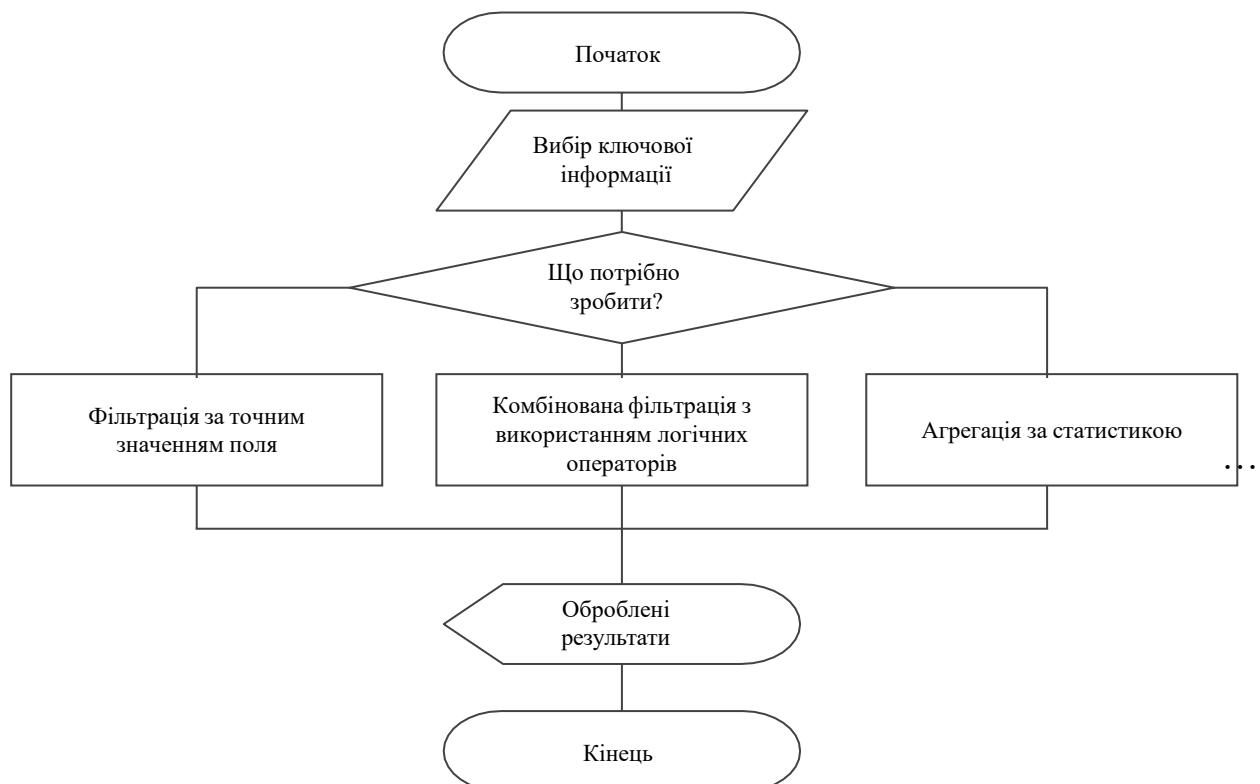 Початок
Вибір ключової
інформації
Що потрібно
зробити?
Фільтрація за точним
значенням поля
Комбінована фільтрація з
використанням логічних
операторів
Агрегація за статистикою
…
Оброблені
результати
Кінець